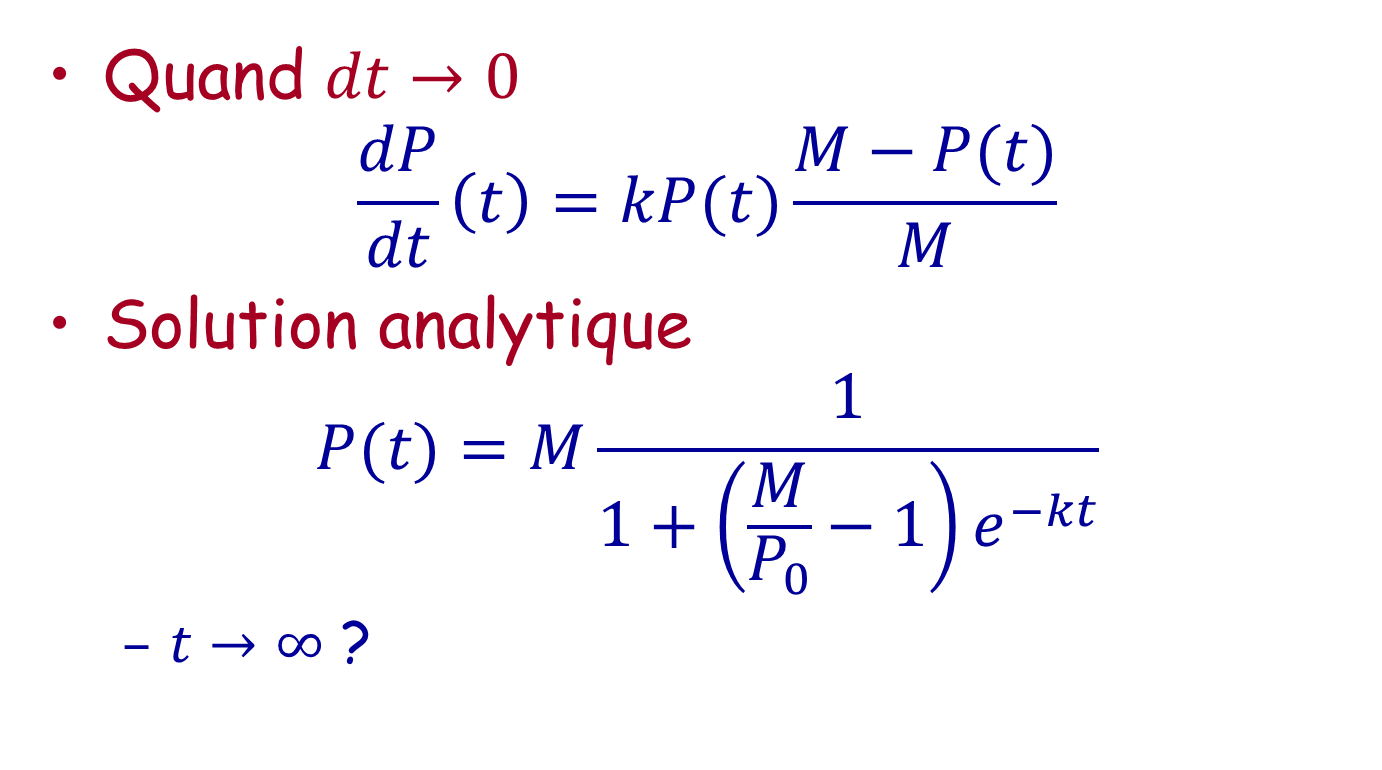 • Quand dt → 0
dP/dt (t) = kP(t) (M − P(t))/M
• Solution analytique
P(t) = M 1/(1 + (M/P₀ − 1) e^(−kt))
– t → ∞ ?